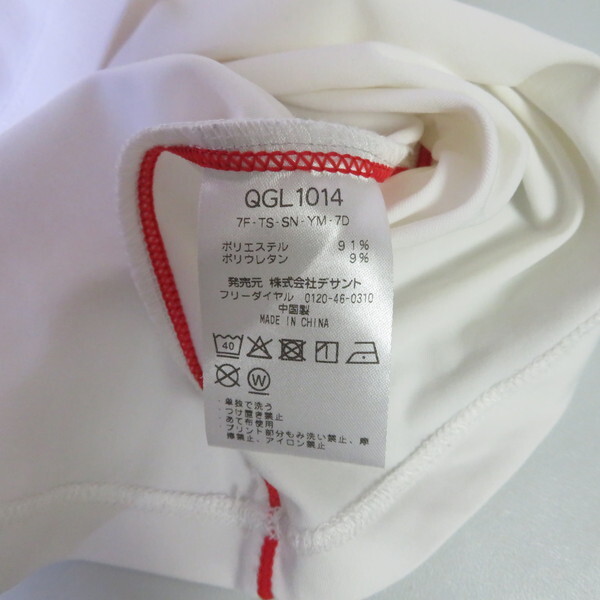 QGL1014
7F-TS-SN-YM-7D
ポリエステル 91%
ポリウレタン 9%
発売元 株式会社デサント
フリーダイヤル 0120-46-0310
中国製
MADE IN CHINA
40
W
・単独で洗う
・つけ置き禁止
・あて布使用
・プリント部分もみ洗い禁止、摩
擦禁止、アイロン禁止